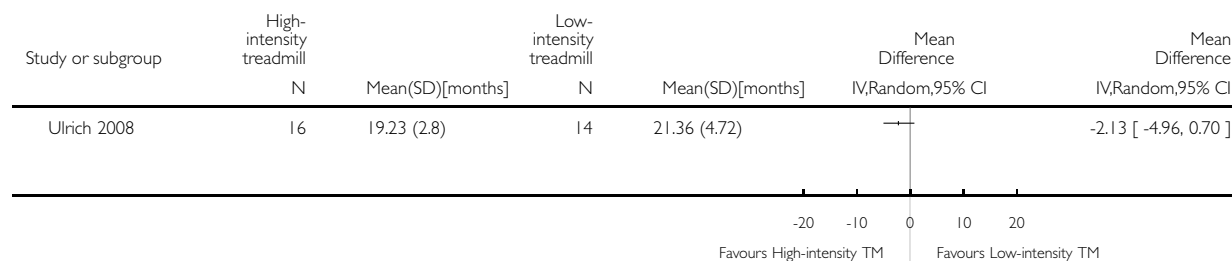 High- Low-
intensity intensity Mean Mean
Study or subgroup treadmill treadmill Difference Difference
N Mean(SD)[months] N Mean(SD)[months] IV,Random,95% CI IV,Random,95% CI
Ulrich 2008 16 19.23 (2.8) 14 21.36 (4.72) -2.13 [ -4.96, 0.70 ]
-20 -10 0 10 20
Favours High-intensity TM Favours Low-intensity TM